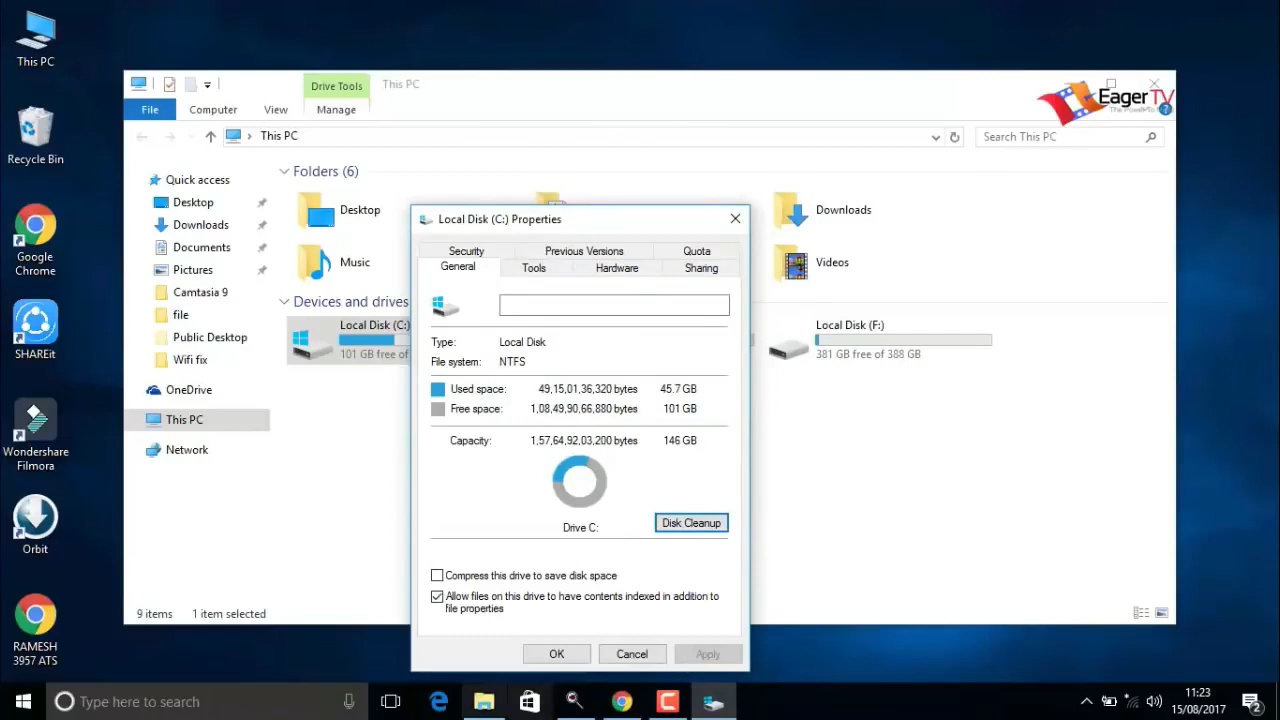 This PC
Recycle Bin
Google
Chrome
SHAREit
Wondershare
Filmora
Orbit
RAMESH
3957 ATS
Drive Tools
This PC
File
Computer
View
Manage
EagerTV
This PC
Search This PC
Quick access
Desktop
Downloads
Documents
Pictures
Camtasia 9
file
Public Desktop
Wifi fix
OneDrive
This PC
Network
Folders (6)
Desktop
Downloads
Music
Videos
Devices and drives
Local Disk (C:)
101 GB free of
Local Disk (F:)
381 GB free of 388 GB
9 items
1 item selected
Local Disk (C:) Properties
Security
Previous Versions
Quota
General
Tools
Hardware
Sharing
Type: Local Disk
File system: NTFS
Used space: 49,15,01,36,320 bytes 45.7 GB
Free space: 1,08,49,90,66,880 bytes 101 GB
Capacity: 1,57,64,92,03,200 bytes 146 GB
Drive C:
Disk Cleanup
Compress this drive to save disk space
Allow files on this drive to have contents indexed in addition to
file properties
OK
Cancel
Apply
Type here to search
11:23
15/08/2017
2